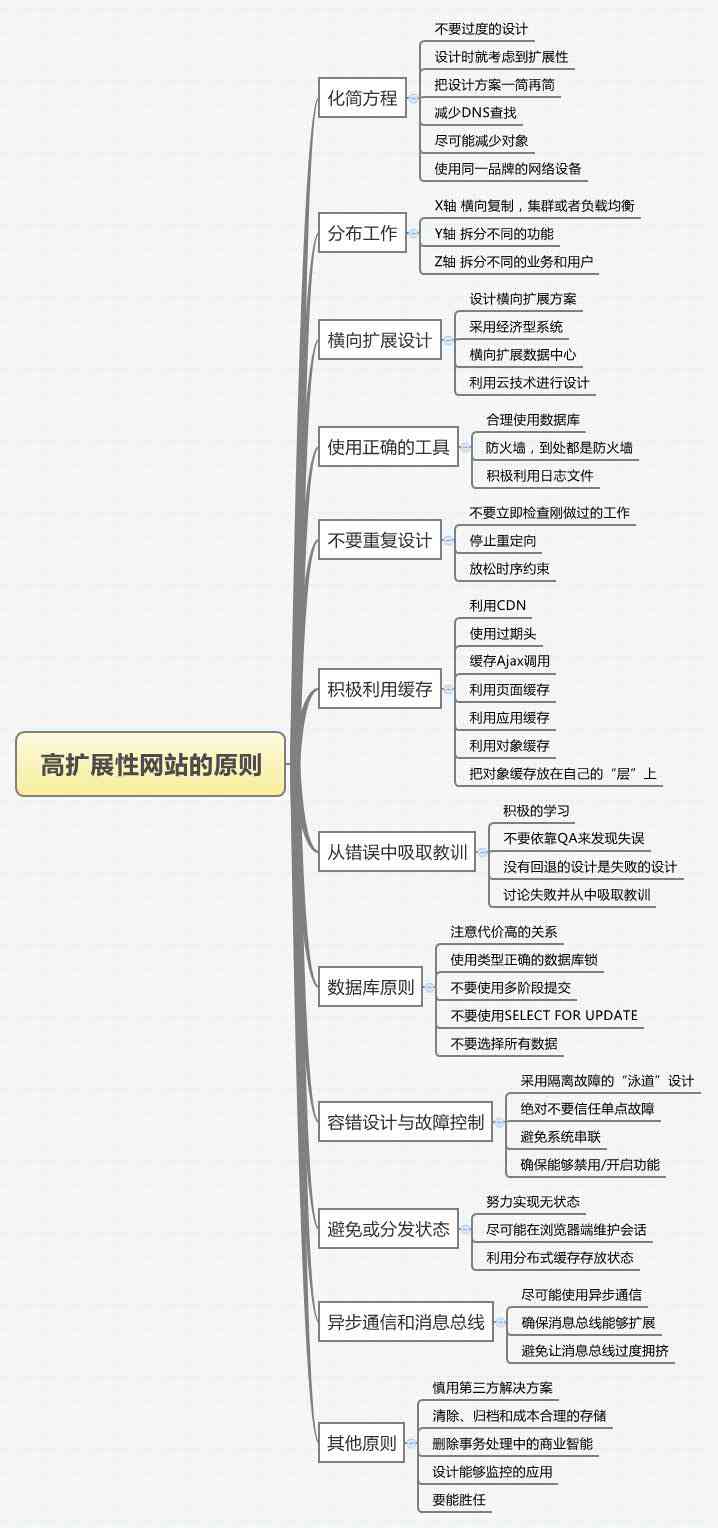 高扩展性网站的原则
化简方程
不要过度的设计
设计时就考虑到扩展性
把设计方案一简再简
减少DNS查找
尽可能减少对象
使用同一品牌的网络设备
分布工作
X轴 横向复制，集群或者负载均衡
Y轴 拆分不同的功能
Z轴 拆分不同的业务和用户
横向扩展设计
设计横向扩展方案
采用经济型系统
横向扩展数据中心
利用云技术进行设计
使用正确的工具
合理使用数据库
防火墙，到处都是防火墙
积极利用日志文件
不要重复设计
不要立即检查刚做过的工作
停止重定向
放松时序约束
积极利用缓存
利用CDN
使用过期头
缓存Ajax调用
利用页面缓存
利用应用缓存
利用对象缓存
把对象缓存放在自己的“层”上
从错误中吸取教训
积极的学习
不要依靠QA来发现失误
没有回退的设计是失败的设计
讨论失败并从中吸取教训
数据库原则
注意代价高的关系
使用类型正确的数据库锁
不要使用多阶段提交
不要使用SELECT FOR UPDATE
不要选择所有数据
容错设计与故障控制
采用隔离故障的“泳道”设计
绝对不要信任单点故障
避免系统串联
确保能够禁用/开启功能
避免或分发状态
努力实现无状态
尽可能在浏览器端维护会话
利用分布式缓存存放状态
异步通信和消息总线
尽可能使用异步通信
确保消息总线能够扩展
避免让消息总线过度拥挤
其他原则
慎用第三方解决方案
清除、归档和成本合理的存储
删除事务处理中的商业智能
设计能够监控的应用
要能胜任